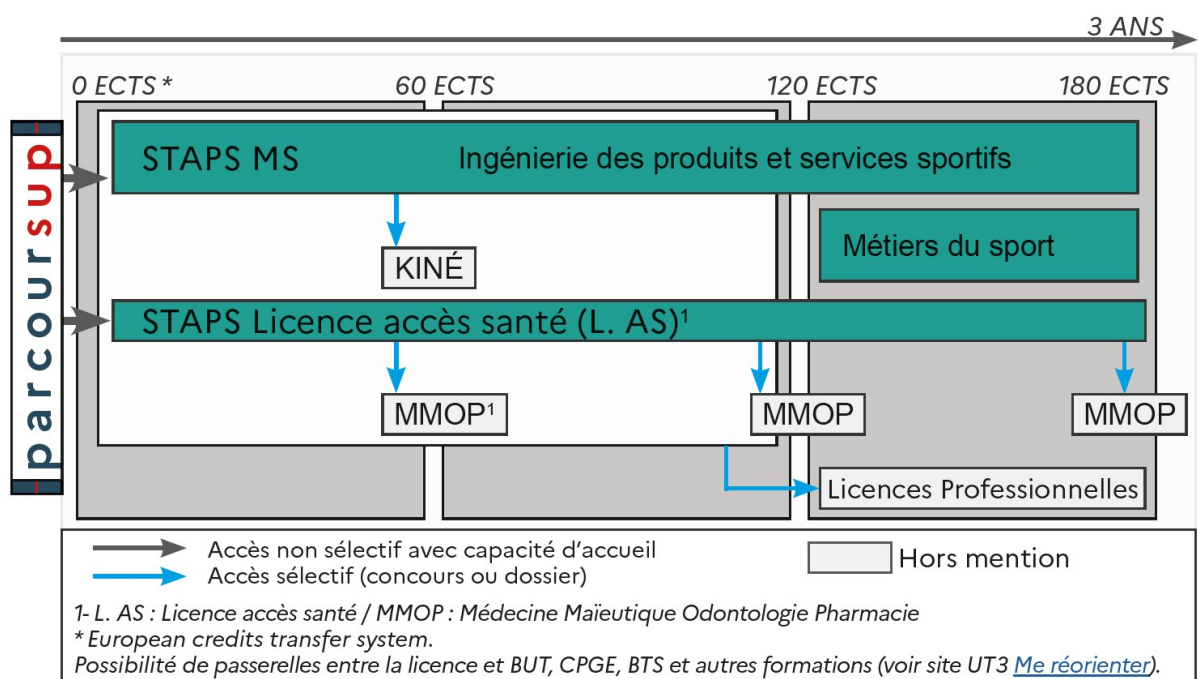 3 ANS
0 ECTS *
60 ECTS
120 ECTS
180 ECTS
parcoursup
STAPS MS
Ingénierie des produits et services sportifs
KINÉ
Métiers du sport
STAPS Licence accès santé (L. AS)¹
MMOP¹
MMOP
MMOP
Licences Professionnelles
Accès non sélectif avec capacité d’accueil
Accès sélectif (concours ou dossier)
Hors mention
1- L. AS : Licence accès santé / MMOP : Médecine Maïeutique Odontologie Pharmacie
* European credits transfer system.
Possibilité de passerelles entre la licence et BUT, CPGE, BTS et autres formations (voir site UT3 Me réorienter).